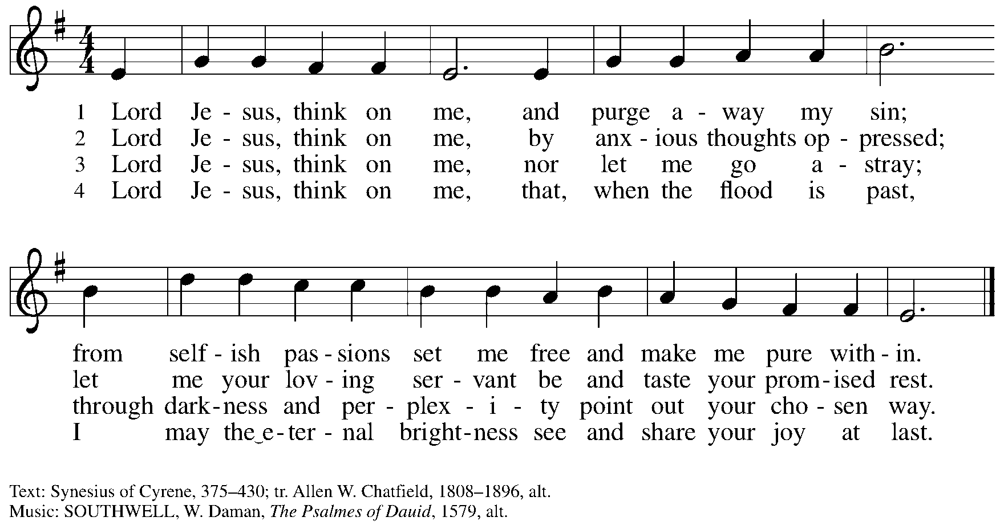 1 Lord Je - sus, think on me, and purge a - way my sin;
2 Lord Je - sus, think on me, by anx - ious thoughts op - pressed;
3 Lord Je - sus, think on me, nor let me go a - stray;
4 Lord Je - sus, think on me, that, when the flood is past,
from self - ish pas - sions set me free and make me pure with - in.
let me your lov - ing ser - vant be and taste your prom - ised rest.
through dark - ness and per - plex - i - ty point out your cho - sen way.
I may the‿e - ter - nal bright - ness see and share your joy at last.
Text: Synesius of Cyrene, 375–430; tr. Allen W. Chatfield, 1808–1896, alt.
Music: SOUTHWELL, W. Daman, The Psalmes of Dauid, 1579, alt.